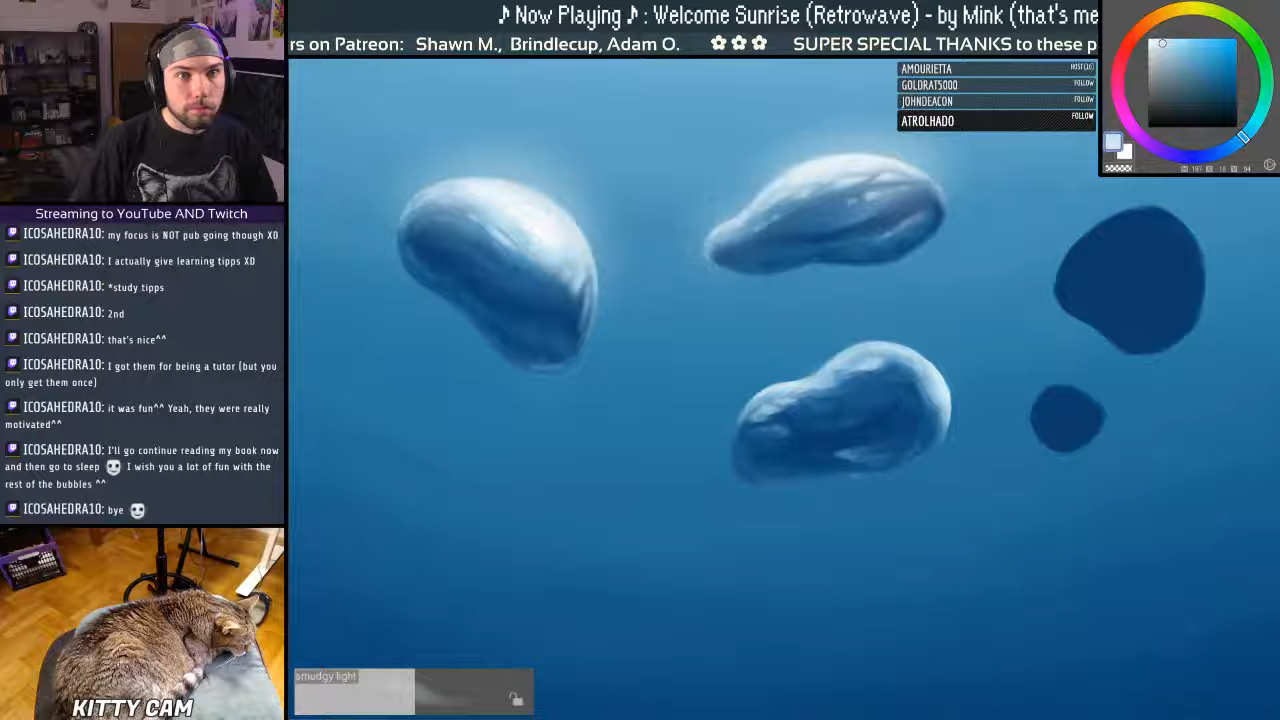 ♪ Now Playing ♪: Welcome Sunrise (Retrowave) - by Mink (that's me
rs on Patreon: Shawn M., Brindlecup, Adam O. ✿ ✿ ✿ SUPER SPECIAL THANKS to these p
AMOURIETTA HOST(16)
GOLDRAT5000 FOLLOW
JOHNDEACON FOLLOW
ATROLHADO FOLLOW
Streaming to YouTube AND Twitch
ICOSAHEDRA10: my focus is NOT pub going though XD
ICOSAHEDRA10: I actually give learning tipps XD
ICOSAHEDRA10: *study tipps
ICOSAHEDRA10: 2nd
ICOSAHEDRA10: that's nice^^
ICOSAHEDRA10: I got them for being a tutor (but you
only get them once)
ICOSAHEDRA10: it was fun^^ Yeah, they were really
motivated^^
ICOSAHEDRA10: I'll go continue reading my book now
and then go to sleep I wish you a lot of fun with the
rest of the bubbles ^^
ICOSAHEDRA10: bye
smudgy light
KITTY CAM